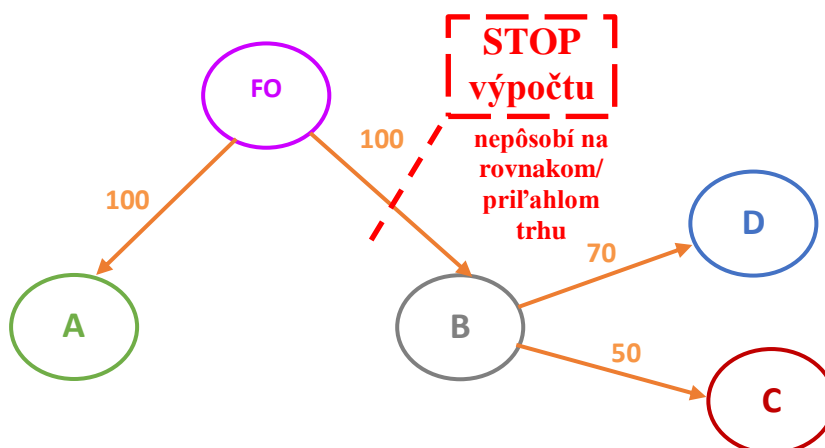 STOP
výpočtu
FO
100
nepôsobí na
rovnakom/
priľahlom
trhu
100
D
70
A
B
50
C